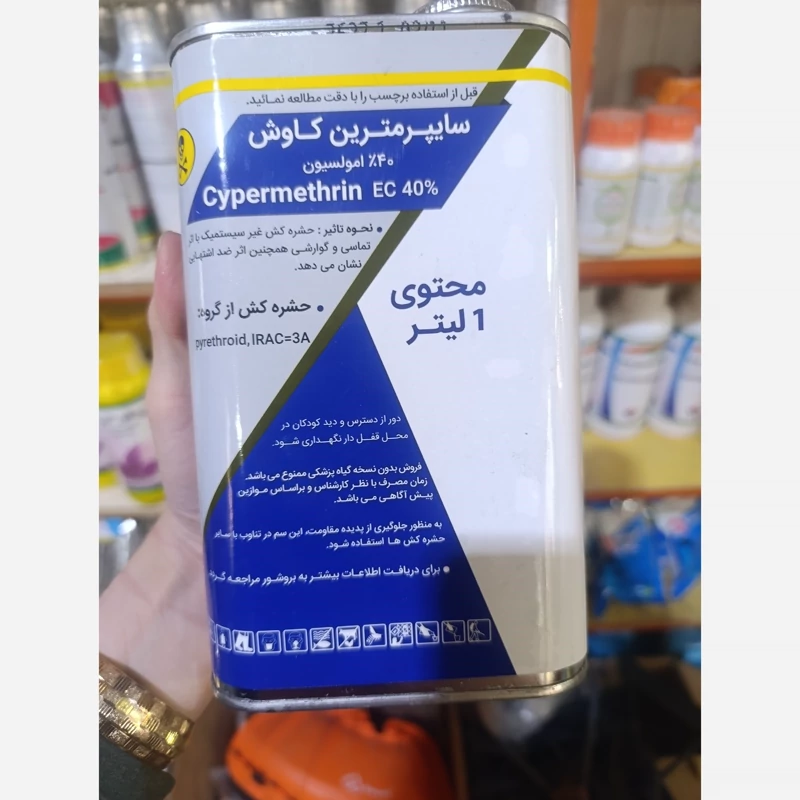 قبل از استفاده برچسب را با دقت مطالعه نمائید.
سایپرمترین کاوش
۴۰٪ امولسیون
Cypermethrin EC 40%
• نحوه تاثیر : حشره کش غیر سیستمیک با اثر
تماسی و گوارشی همچنین اثر ضد اشتهایی
نشان می دهد.
• حشره کش از گروه:
pyrethroid, IRAC=3A
محتوی
1 لیتر
دور از دسترس و دید کودکان در
محل قفل دار نگهداری شود.
فروش بدون نسخه گیاه پزشکی ممنوع می باشد.
زمان مصرف با نظر کارشناس و براساس موازین
پیش آگاهی می باشد.
به منظور جلوگیری از پدیده مقاومت، این سم در تناوب با سایر
حشره کش ها استفاده شود.
• برای دریافت اطلاعات بیشتر به بروشور مراجعه